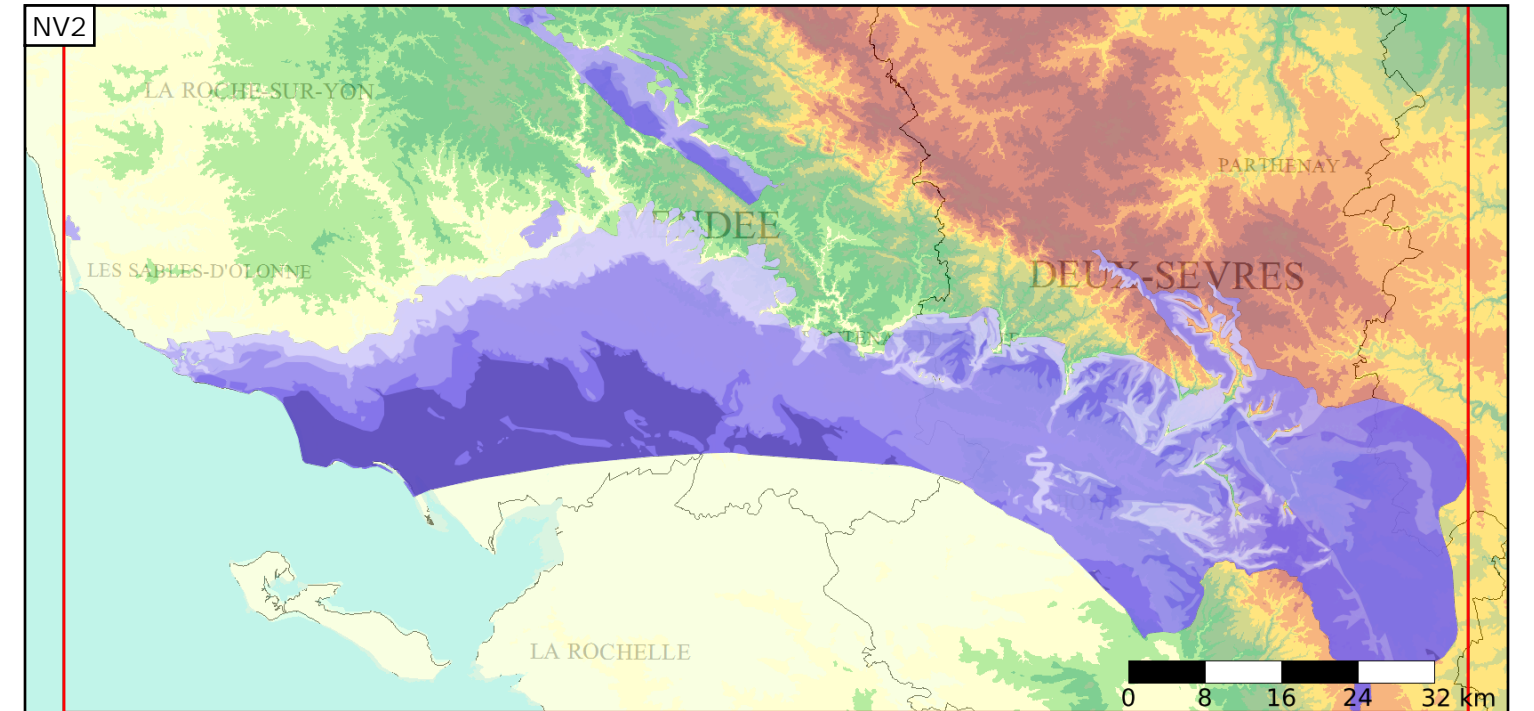 NV2
LA ROCHE-SUR-YON
PARTHENAY
VENDEE
LES SABLES-D'OLONNE
DEUX-SEVRES
LA ROCHELLE
0 8 16 24 32 km